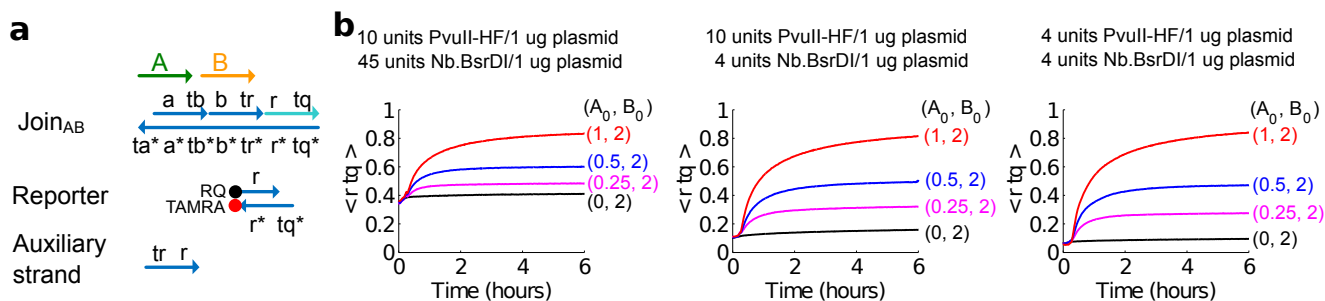 a
A B
a tb b tr r tq
Join_AB
ta* a* tb* b* tr* r* tq*
r
Reporter
RQ
TAMRA
r* tq*
Auxiliary
strand
tr r
b
10 units PvuII-HF/1 ug plasmid
45 units Nb.BsrDI/1 ug plasmid
1
0.8
0.6
0.4
0.2
0
< r tq >
0 2 4 6
Time (hours)
(A_0, B_0)
(1, 2)
(0.5, 2)
(0.25, 2)
(0, 2)
10 units PvuII-HF/1 ug plasmid
4 units Nb.BsrDI/1 ug plasmid
1
0.8
0.6
0.4
0.2
0
< r tq >
0 2 4 6
Time (hours)
(A_0, B_0)
(1, 2)
(0.5, 2)
(0.25, 2)
(0, 2)
4 units PvuII-HF/1 ug plasmid
4 units Nb.BsrDI/1 ug plasmid
1
0.8
0.6
0.4
0.2
0
< r tq >
0 2 4 6
Time (hours)
(A_0, B_0)
(1, 2)
(0.5, 2)
(0.25, 2)
(0, 2)